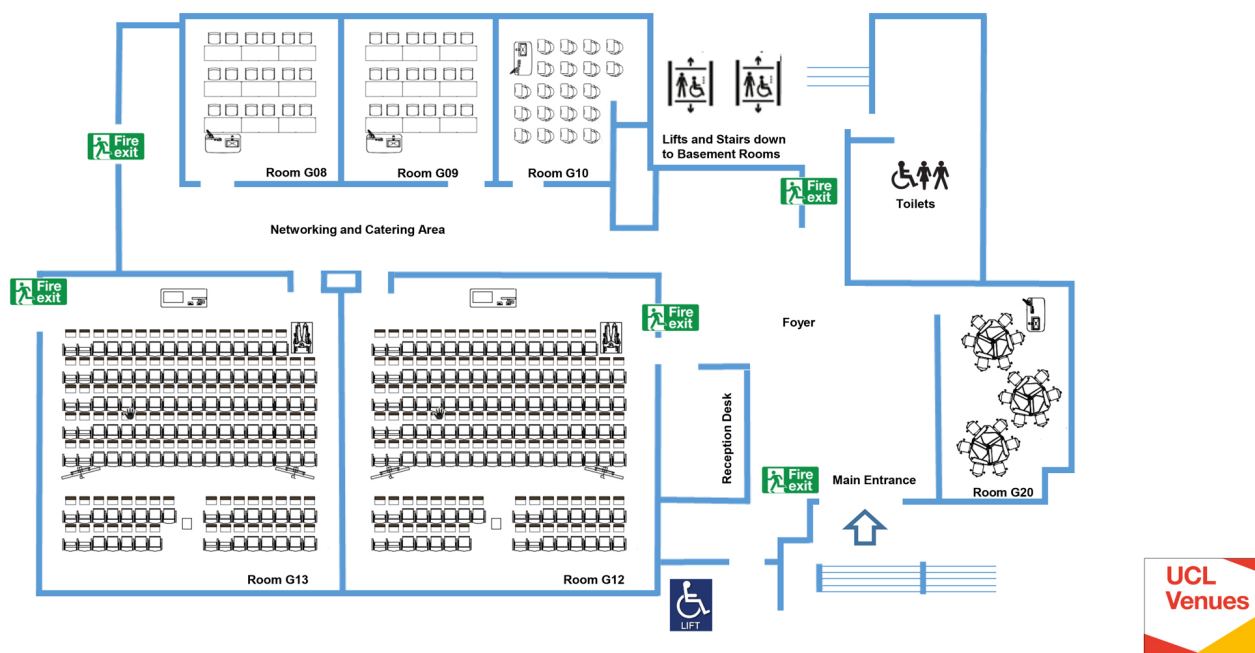 Fire
exit
Room G08
Room G09
Room G10
Lifts and Stairs down
to Basement Rooms
Fire
exit
Toilets
Networking and Catering Area
Fire
exit
Fire
exit
Foyer
Reception Desk
Fire
exit
Main Entrance
Room G20
Room G13
Room G12
LIFT
UCL
Venues